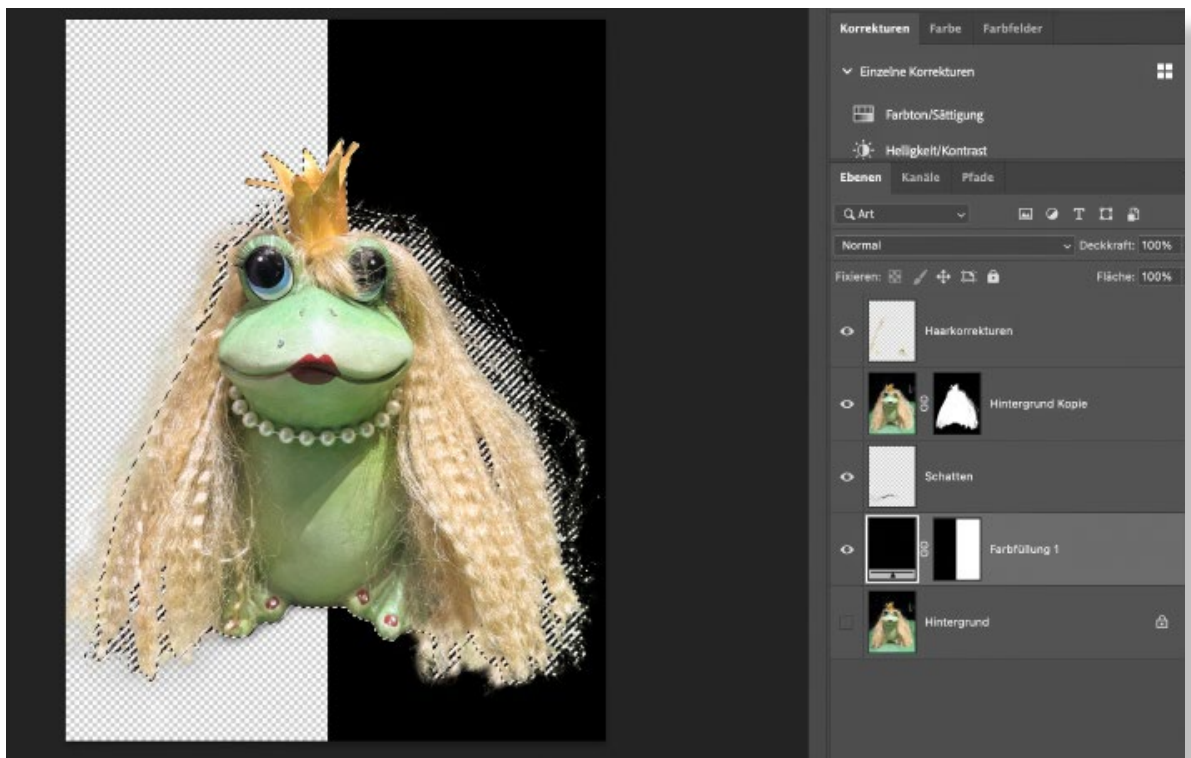 Korrekturen Farbe Farbfelder
Einzelne Korrekturen
Farbton/Sättigung
Helligkeit/Kontrast
Ebenen Kanäle Pfade
Art
Normal Deckkraft: 100%
Fixieren: Fläche: 100%
Haarkorrekturen
Hintergrund Kopie
Schatten
Farbfüllung 1
Hintergrund